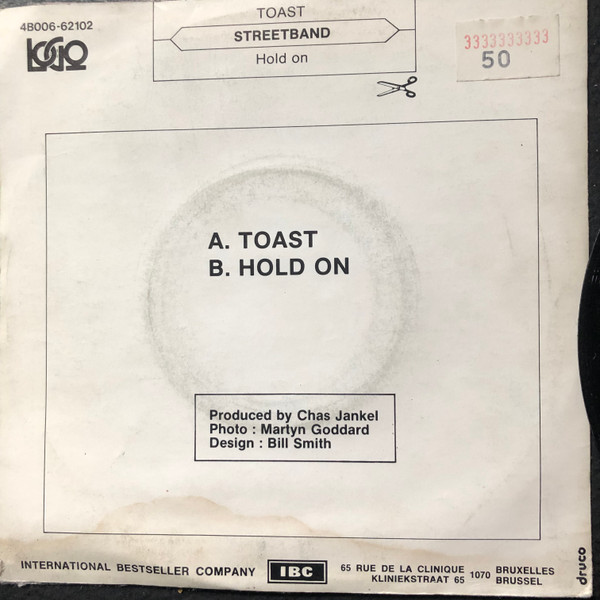 4B006-62102
LOGO
TOAST
STREETBAND
Hold on
3333333333
50
A. TOAST
B. HOLD ON
Produced by Chas Jankel
Photo : Martyn Goddard
Design : Bill Smith
INTERNATIONAL BESTSELLER COMPANY IBC
65 RUE DE LA CLINIQUE 1070 BRUXELLES
KLINIEKSTRAAT 65 BRUSSEL
druco